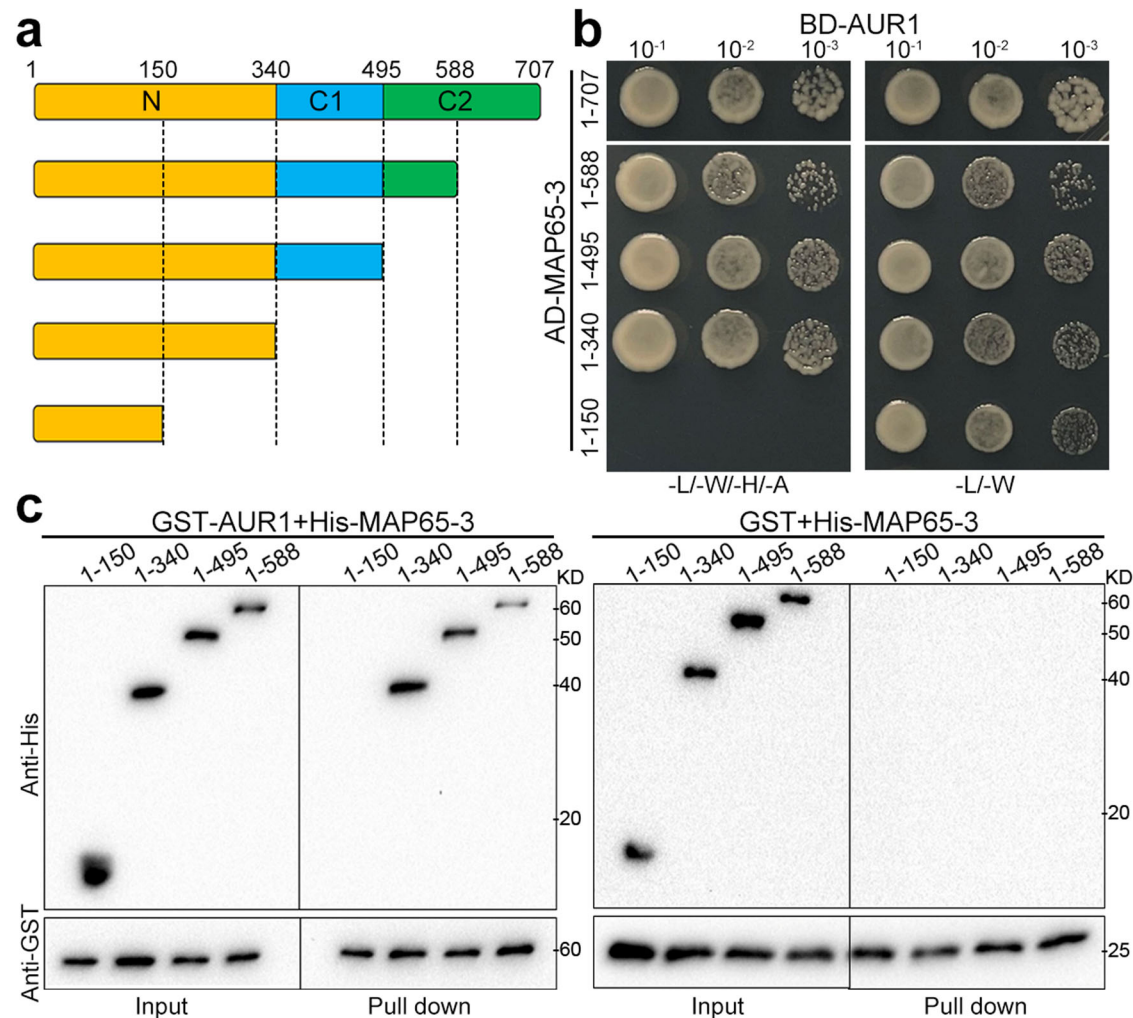 a
1 150 340 495 588 707
N C1 C2
b
BD-AUR1
10-1 10-2 10-3 10-1 10-2 10-3
AD-MAP65-3
1-707
1-588
1-495
1-340
1-150
-L/-W/-H/-A -L/-W
c
GST-AUR1+His-MAP65-3 GST+His-MAP65-3
1-150 1-340 1-495 1-588 1-150 1-340 1-495 1-588 KD 1-150 1-340 1-495 1-588 1-150 1-340 1-495 1-588 KD
Anti-His
-60 -60
-50 -50
-40 -40
-20 -20
Anti-GST
-60 -25
Input Pull down Input Pull down